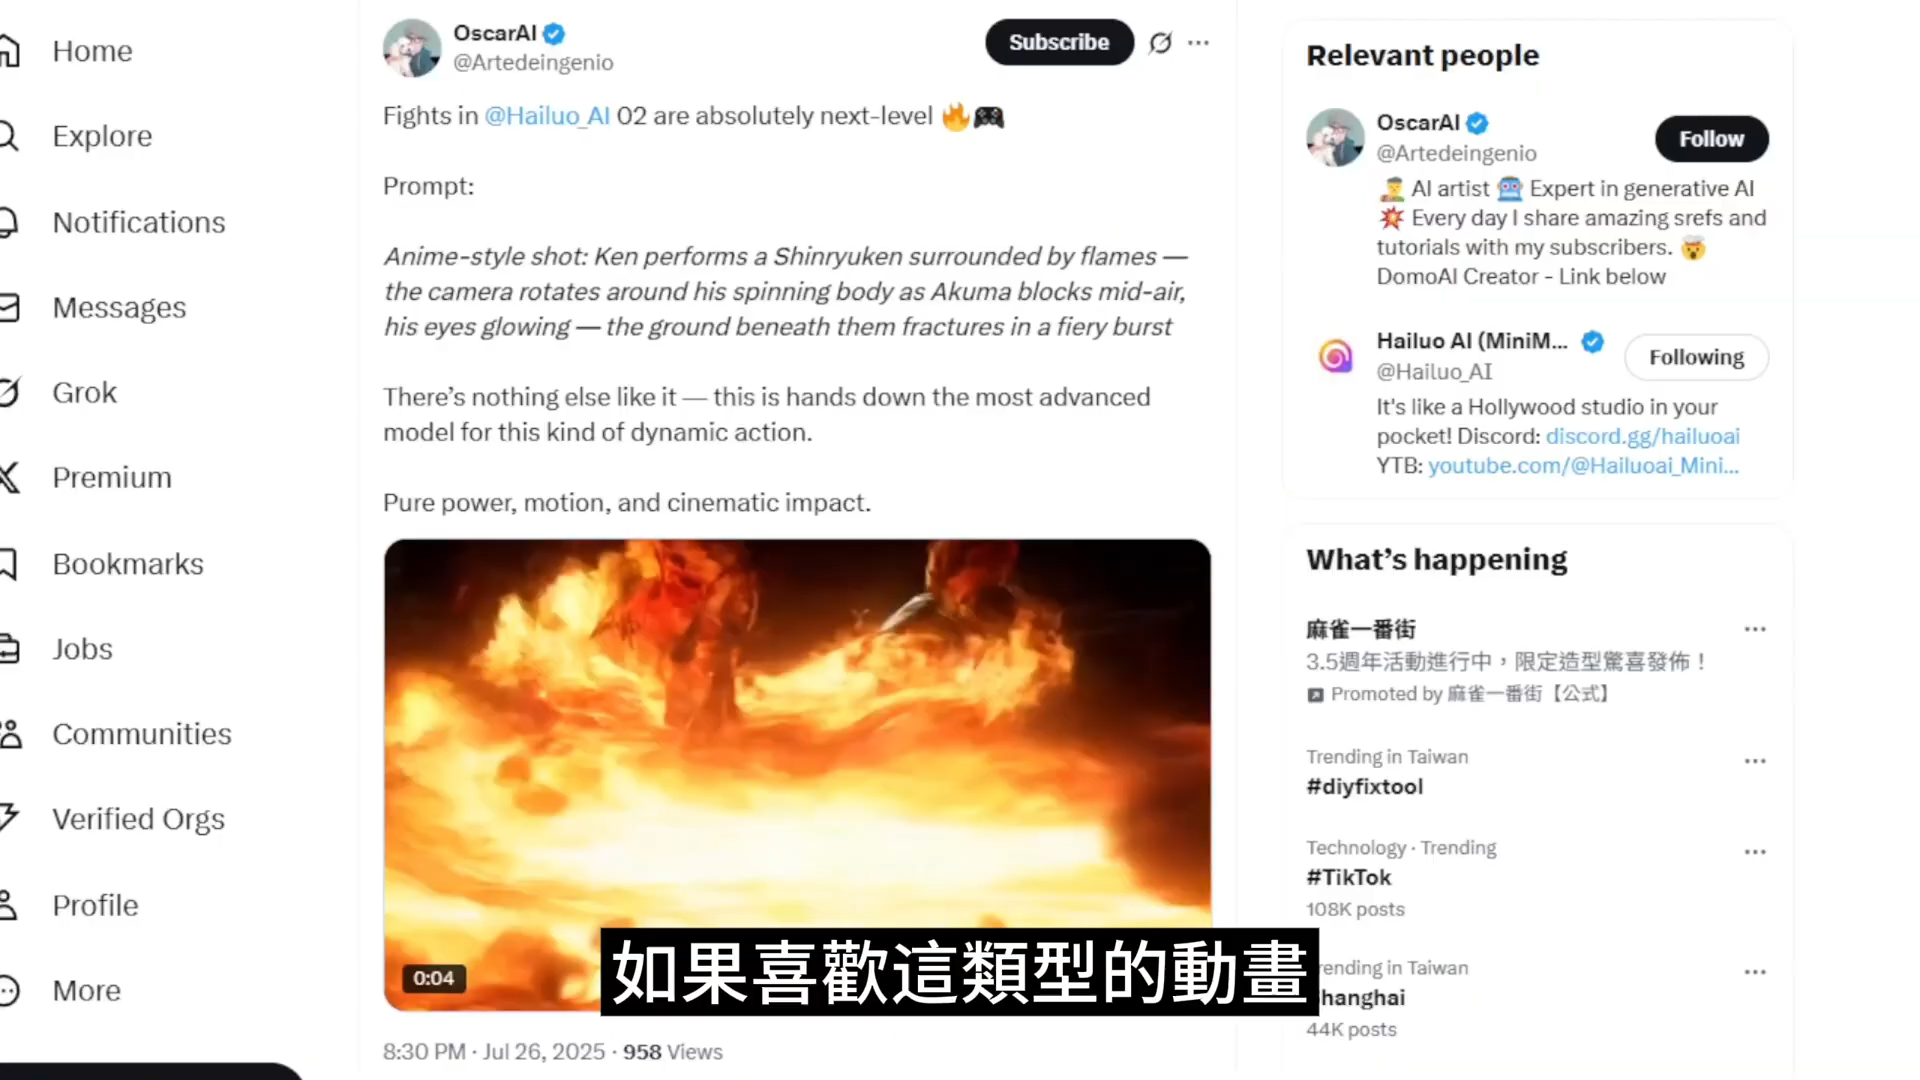 Home
Explore
Notifications
Messages
Grok
Premium
Bookmarks
Jobs
Communities
Verified Orgs
Profile
More
OscarAI
@Artedeingenio
Subscribe
Fights in @Hailuo_AI 02 are absolutely next-level 🔥🎮
Prompt:
Anime-style shot: Ken performs a Shinryuken surrounded by flames —
the camera rotates around his spinning body as Akuma blocks mid-air,
his eyes glowing — the ground beneath them fractures in a fiery burst
There’s nothing else like it — this is hands down the most advanced
model for this kind of dynamic action.
Pure power, motion, and cinematic impact.
0:04
如果喜歡這類型的動畫
8:30 PM · Jul 26, 2025 · 958 Views
Relevant people
OscarAI
@Artedeingenio
Follow
👨‍🎨 AI artist 🤖 Expert in generative AI
💥 Every day I share amazing srefs and
tutorials with my subscribers. 🤯
DomoAI Creator - Link below
Hailuo AI (MiniM...
@Hailuo_AI
Following
It's like a Hollywood studio in your
pocket! Discord: discord.gg/hailuoai
YTB: youtube.com/@Hailuoai_Mini...
What’s happening
麻雀一番街
3.5週年活動進行中，限定造型驚喜發佈！
Promoted by 麻雀一番街【公式】
Trending in Taiwan
#diyfixtool
Technology · Trending
#TikTok
108K posts
rending in Taiwan
hanghai
44K posts